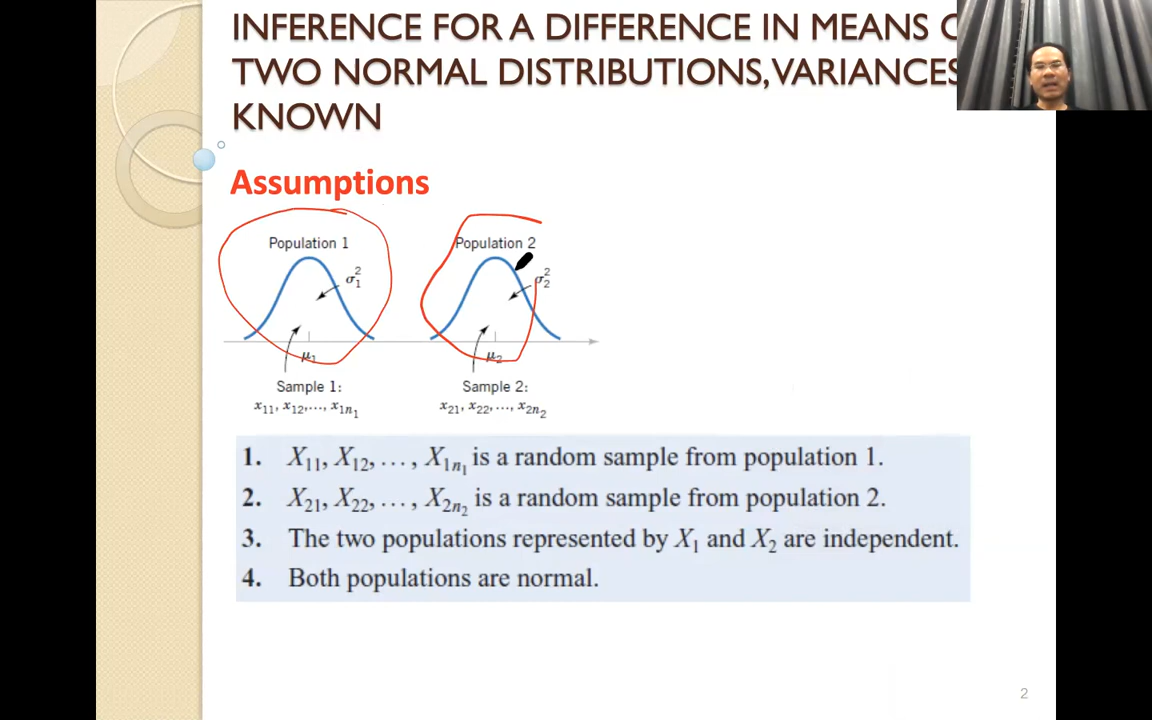 INFERENCE FOR A DIFFERENCE IN MEANS
TWO NORMAL DISTRIBUTIONS, VARIANCES
KNOWN
Assumptions
Population 1
Population 2
σ₁²
σ₂²
μ₁
μ₂
Sample 1:
Sample 2:
x₁₁, x₁₂,..., x₁ₙ₁
x₂₁, x₂₂, ..., x₂ₙ₂
1. X₁₁, X₁₂, ..., X₁ₙ₁ is a random sample from population 1.
2. X₂₁, X₂₂, ..., X₂ₙ₂ is a random sample from population 2.
3. The two populations represented by X₁ and X₂ are independent.
4. Both populations are normal.
2